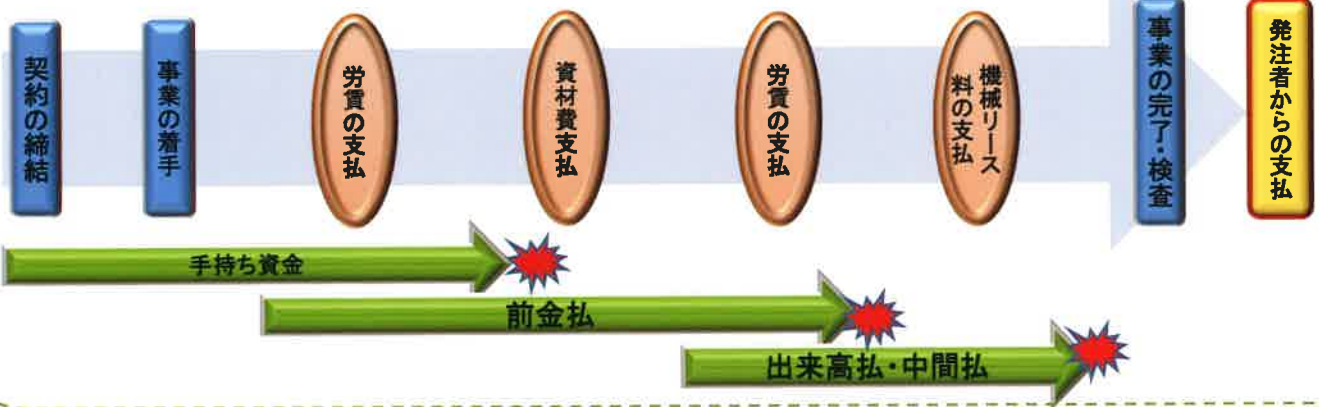 契約の締結
事業の着手
労賃の支払
資材費支払
労賃の支払
機械リース
料の支払
事業の完了・検査
発注者からの支払
手持ち資金
前金払
出来高払・中間払